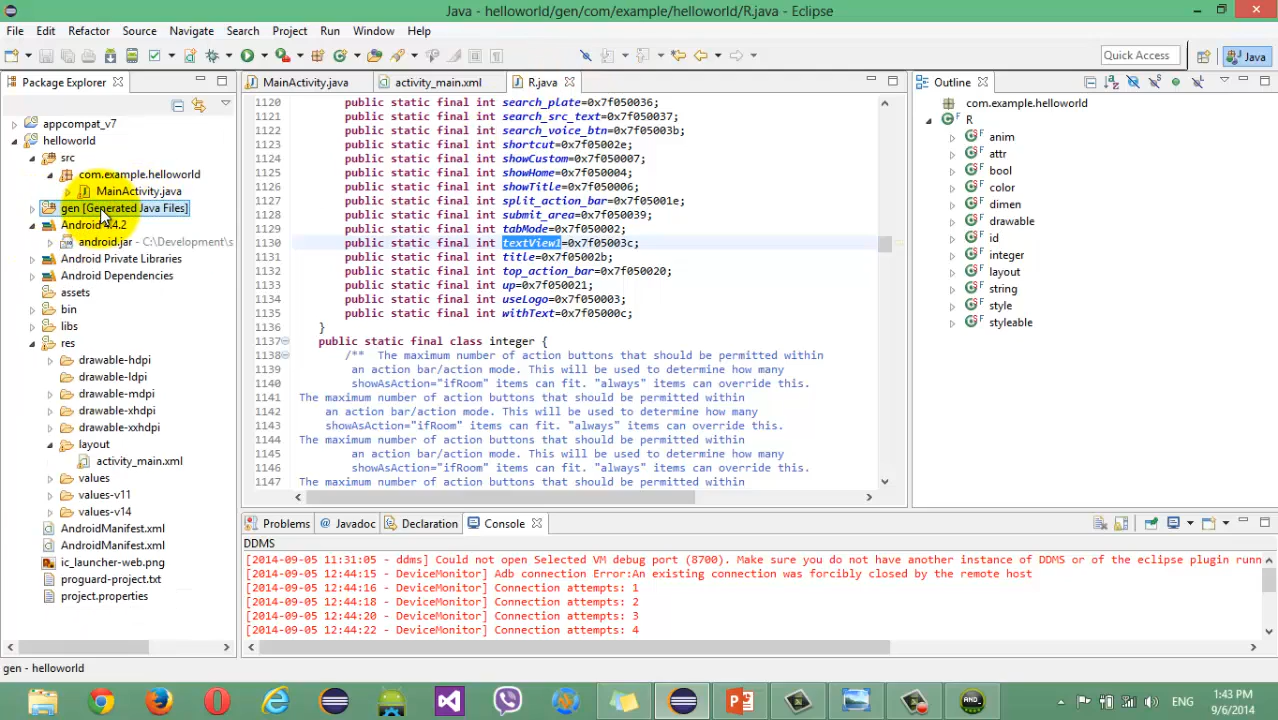 Java - helloworld/gen/com/example/helloworld/R.java - Eclipse
File Edit Refactor Source Navigate Search Project Run Window Help
Quick Access
Java
Package Explorer
appcompat_v7
helloworld
src
com.example.helloworld
MainActivity.java
gen [Generated Java Files]
Android 4.4.2
android.jar - C:\Development\s
Android Private Libraries
Android Dependencies
assets
bin
libs
res
drawable-hdpi
drawable-ldpi
drawable-mdpi
drawable-xhdpi
drawable-xxhdpi
layout
activity_main.xml
values
values-v11
values-v14
AndroidManifest.xml
AndroidManifest.xml
ic_launcher-web.png
proguard-project.txt
project.properties
MainActivity.java activity_main.xml R.java
1120 public static final int search_plate=0x7f050036;
1121 public static final int search_src_text=0x7f050037;
1122 public static final int search_voice_btn=0x7f05003b;
1123 public static final int shortcut=0x7f05002e;
1124 public static final int showCustom=0x7f050007;
1125 public static final int showHome=0x7f050004;
1126 public static final int showTitle=0x7f050006;
1127 public static final int split_action_bar=0x7f05001e;
1128 public static final int submit_area=0x7f050039;
1129 public static final int tabMode=0x7f050002;
1130 public static final int textView1=0x7f05003c;
1131 public static final int title=0x7f05002b;
1132 public static final int top_action_bar=0x7f050020;
1133 public static final int up=0x7f050021;
1134 public static final int useLogo=0x7f050003;
1135 public static final int withText=0x7f05000c;
1136 }
1137 public static final class integer {
1138 /** The maximum number of action buttons that should be permitted within
1139 an action bar/action mode. This will be used to determine how many
1140 showAsAction="ifRoom" items can fit. "always" items can override this.
1141 The maximum number of action buttons that should be permitted within
1142 an action bar/action mode. This will be used to determine how many
1143 showAsAction="ifRoom" items can fit. "always" items can override this.
1144 The maximum number of action buttons that should be permitted within
1145 an action bar/action mode. This will be used to determine how many
1146 showAsAction="ifRoom" items can fit. "always" items can override this.
1147 The maximum number of action buttons that should be permitted within
Outline
com.example.helloworld
R
anim
attr
bool
color
dimen
drawable
id
integer
layout
string
style
styleable
Problems @ Javadoc Declaration Console
DDMS
[2014-09-05 11:31:05 - ddms] Could not open Selected VM debug port (8700). Make sure you do not have another instance of DDMS or of the eclipse plugin runn
[2014-09-05 12:44:15 - DeviceMonitor] Adb connection Error:An existing connection was forcibly closed by the remote host
[2014-09-05 12:44:16 - DeviceMonitor] Connection attempts: 1
[2014-09-05 12:44:18 - DeviceMonitor] Connection attempts: 2
[2014-09-05 12:44:20 - DeviceMonitor] Connection attempts: 3
[2014-09-05 12:44:22 - DeviceMonitor] Connection attempts: 4
gen - helloworld
ENG
1:43 PM
9/6/2014